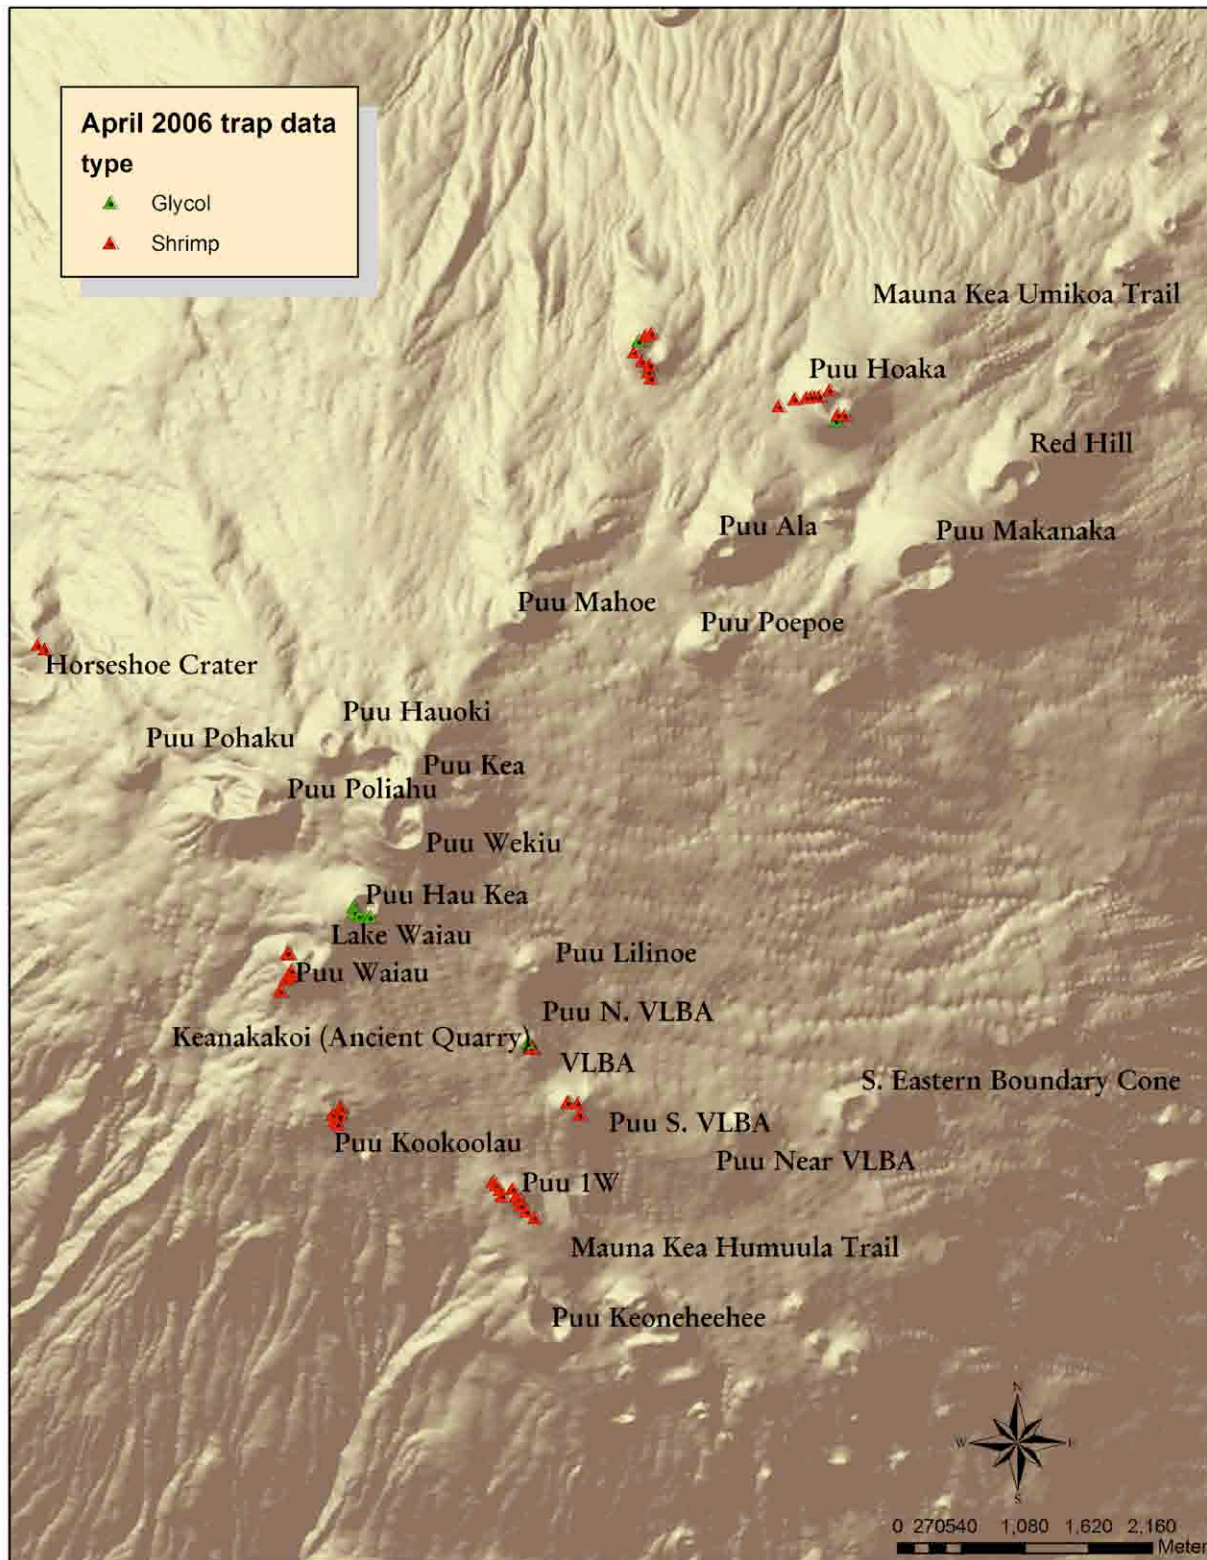 April 2006 trap data
type
Glycol
Shrimp
Mauna Kea Umikoa Trail
Puu Hoaka
Red Hill
Puu Ala
Puu Makanaka
Puu Mahoe
Puu Poepoe
Horseshoe Crater
Puu Hauoki
Puu Pohaku
Puu Kea
Puu Poliahu
Puu Wekiu
Puu Hau Kea
Lake Waiau
Puu Lilinoe
Puu Waiau
Puu N. VLBA
Keanakakoi (Ancient Quarry)
VLBA
S. Eastern Boundary Cone
Puu S. VLBA
Puu Kookoolau
Puu Near VLBA
Puu 1W
Mauna Kea Humuula Trail
Puu Keoneheehee
N
W E
S
0 270540 1,080 1,620 2,160
Meter